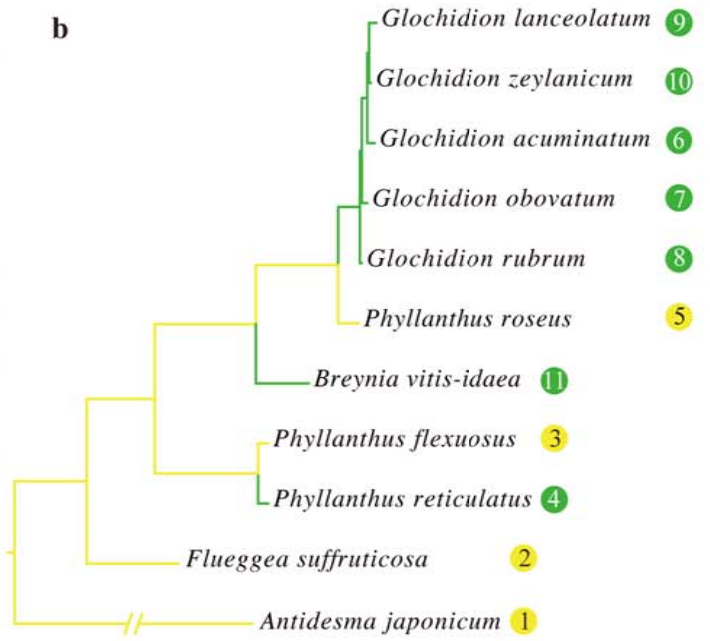 b
Glochidion lanceolatum 9
Glochidion zeylanicum 10
Glochidion acuminatum 6
Glochidion obovatum 7
Glochidion rubrum 8
Phyllanthus roseus 5
Breynia vitis-idaea 11
Phyllanthus flexuosus 3
Phyllanthus reticulatus 4
Flueggea suffruticosa 2
Antidesma japonicum 1